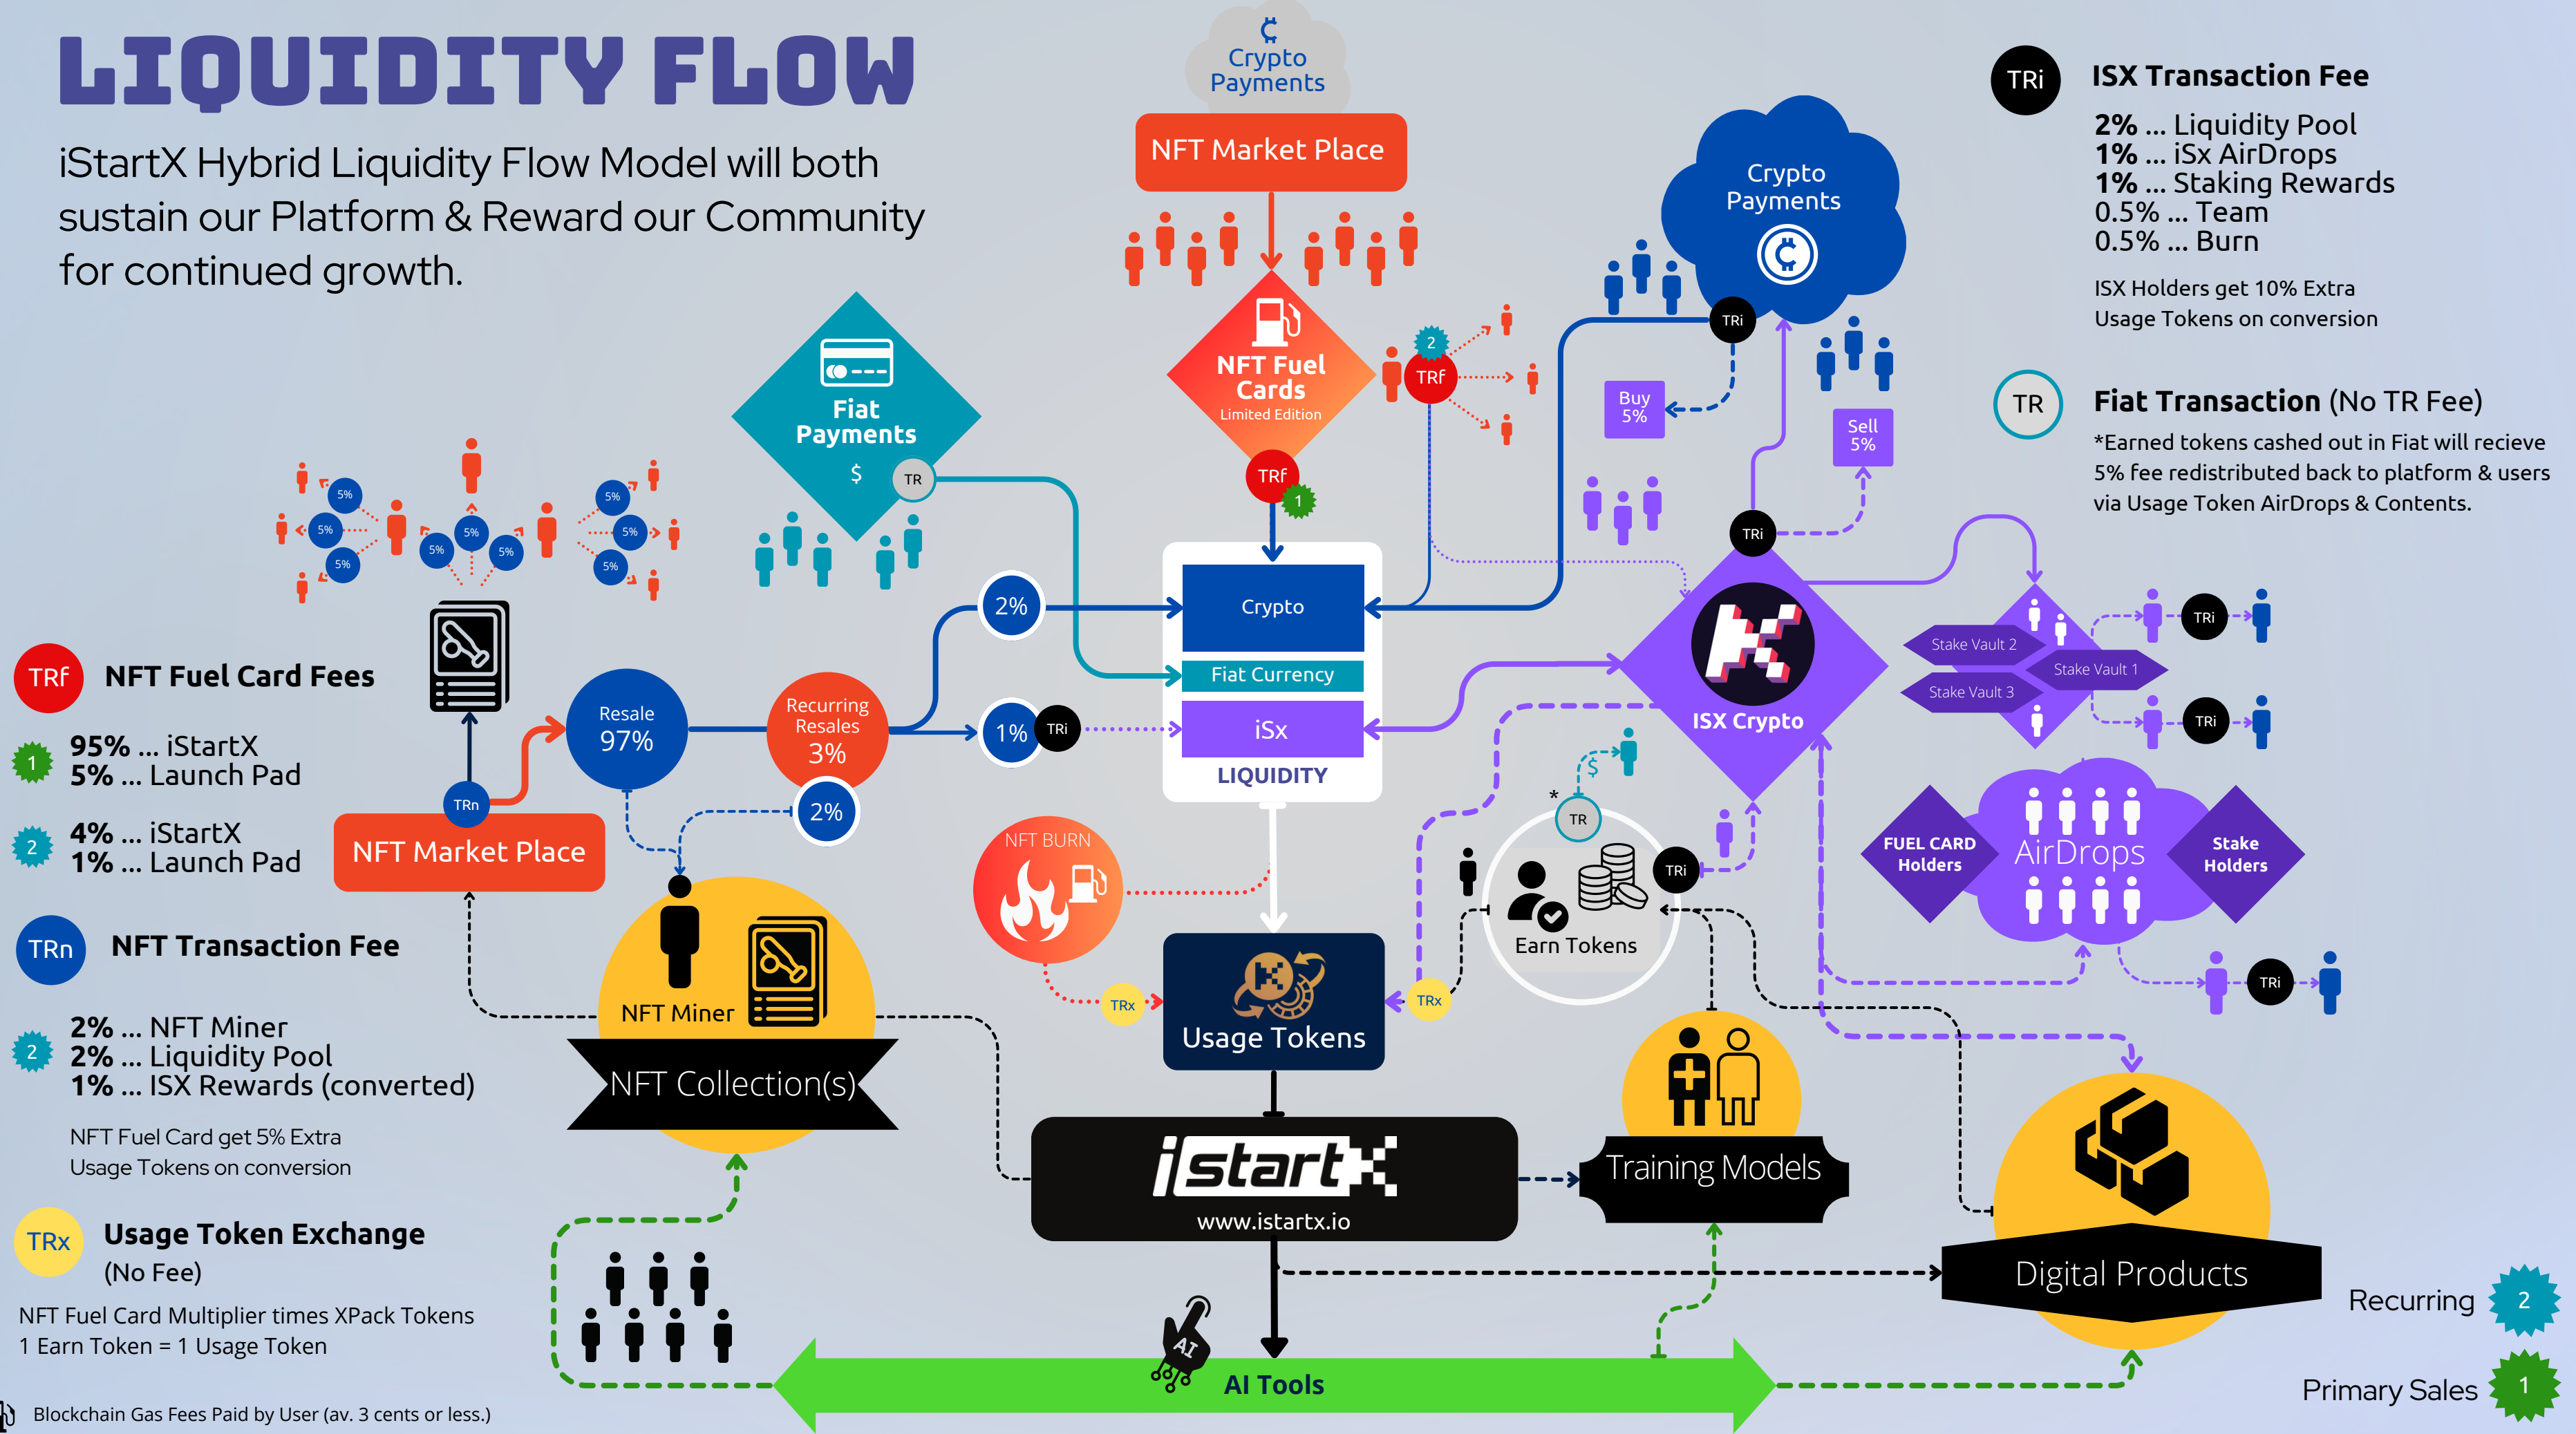 LIQUIDITY FLOW
iStartX Hybrid Liquidity Flow Model will both
sustain our Platform & Reward our Community
for continued growth.
Crypto
Payments
NFT Market Place
NFT Fuel
Cards
Limited Edition
TRf
1
2
TRf
Fiat
Payments
$
TR
Crypto
Payments
TRi
Buy
5%
Sell
5%
TRi
TRi
ISX Transaction Fee
2% ... Liquidity Pool
1% ... iSx AirDrops
1% ... Staking Rewards
0.5% ... Team
0.5% ... Burn
ISX Holders get 10% Extra
Usage Tokens on conversion
TR
Fiat Transaction (No TR Fee)
*Earned tokens cashed out in Fiat will recieve
5% fee redistributed back to platform & users
via Usage Token AirDrops & Contents.
5%
5%
5%
5%
5%
5%
5%
5%
5%
TRf
NFT Fuel Card Fees
1
95% ... iStartX
5% ... Launch Pad
2
4% ... iStartX
1% ... Launch Pad
TRn
NFT Transaction Fee
2
2% ... NFT Miner
2% ... Liquidity Pool
1% ... ISX Rewards (converted)
NFT Fuel Card get 5% Extra
Usage Tokens on conversion
TRx
Usage Token Exchange
(No Fee)
NFT Fuel Card Multiplier times XPack Tokens
1 Earn Token = 1 Usage Token
Blockchain Gas Fees Paid by User (av. 3 cents or less.)
TRn
NFT Market Place
Resale
97%
Recurring
Resales
3%
2%
2%
1%
TRi
Crypto
Fiat Currency
iSx
LIQUIDITY
ISX Crypto
Stake Vault 2
Stake Vault 1
Stake Vault 3
TRi
TRi
FUEL CARD
Holders
AirDrops
Stake
Holders
TRi
NFT BURN
TRx
Usage Tokens
TRx
$
*
TR
TRi
Earn Tokens
NFT Miner
NFT Collection(s)
istartX
www.istartx.io
Training Models
Digital Products
AI
AI Tools
Recurring
2
Primary Sales
1